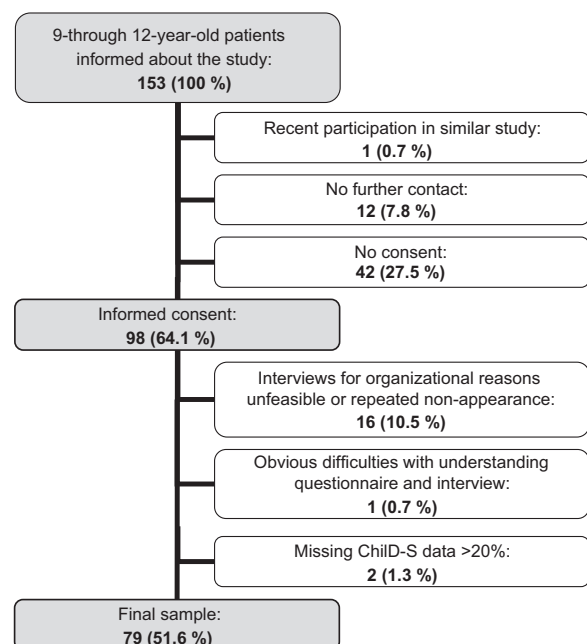 9-through 12-year-old patients
informed about the study:
153 (100 %)
Recent participation in similar study:
1 (0.7 %)
No further contact:
12 (7.8 %)
No consent:
42 (27.5 %)
Informed consent:
98 (64.1 %)
Interviews for organizational reasons
unfeasible or repeated non-appearance:
16 (10.5 %)
Obvious difficulties with understanding
questionnaire and interview:
1 (0.7 %)
Missing ChilD-S data >20%:
2 (1.3 %)
Final sample:
79 (51.6 %)